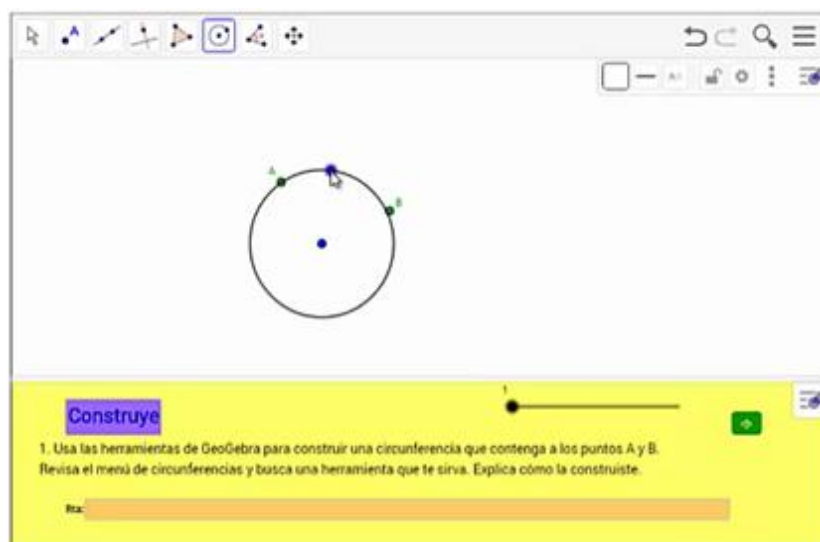 A
A
B
1
Construye
1. Usa las herramientas de GeoGebra para construir una circunferencia que contenga a los puntos A y B.
Revisa el menú de circunferencias y busca una herramienta que te sirva. Explica cómo la construiste.
Rta: